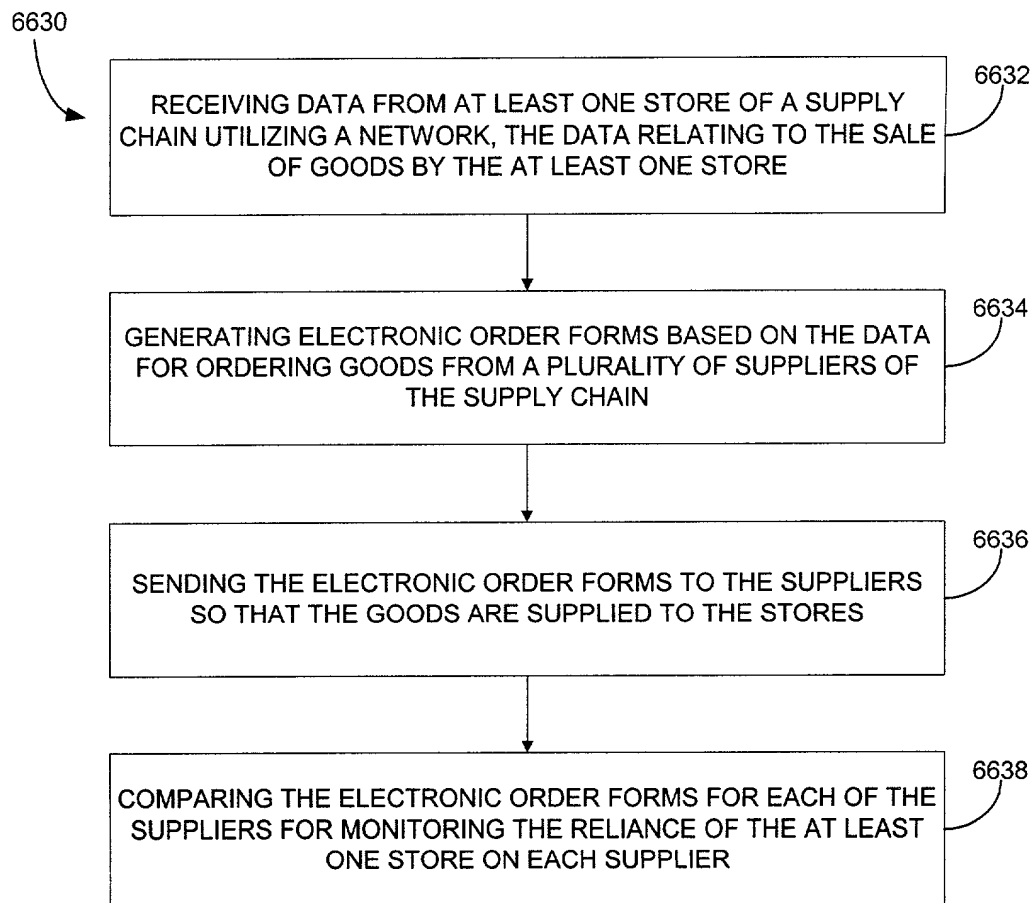 6630
6632
RECEIVING DATA FROM AT LEAST ONE STORE OF A SUPPLY
CHAIN UTILIZING A NETWORK, THE DATA RELATING TO THE SALE
OF GOODS BY THE AT LEAST ONE STORE
6634
GENERATING ELECTRONIC ORDER FORMS BASED ON THE DATA
FOR ORDERING GOODS FROM A PLURALITY OF SUPPLIERS OF
THE SUPPLY CHAIN
6636
SENDING THE ELECTRONIC ORDER FORMS TO THE SUPPLIERS
SO THAT THE GOODS ARE SUPPLIED TO THE STORES
6638
COMPARING THE ELECTRONIC ORDER FORMS FOR EACH OF THE
SUPPLIERS FOR MONITORING THE RELIANCE OF THE AT LEAST
ONE STORE ON EACH SUPPLIER